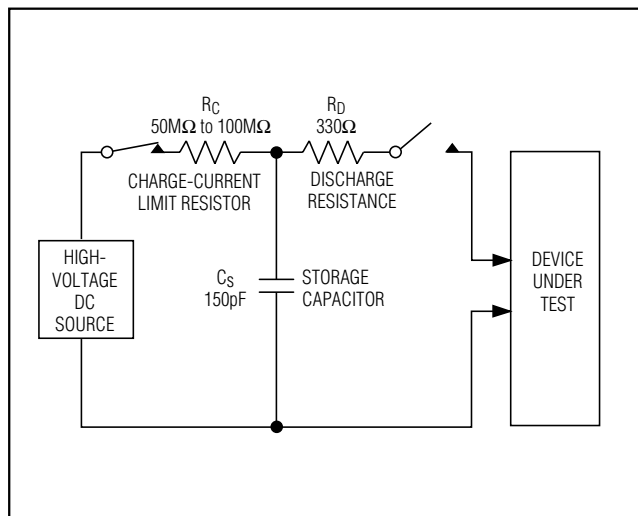 R_C
50MΩ to 100MΩ
CHARGE-CURRENT
LIMIT RESISTOR
R_D
330Ω
DISCHARGE
RESISTANCE
HIGH-
VOLTAGE
DC
SOURCE
C_S
150pF
STORAGE
CAPACITOR
DEVICE
UNDER
TEST